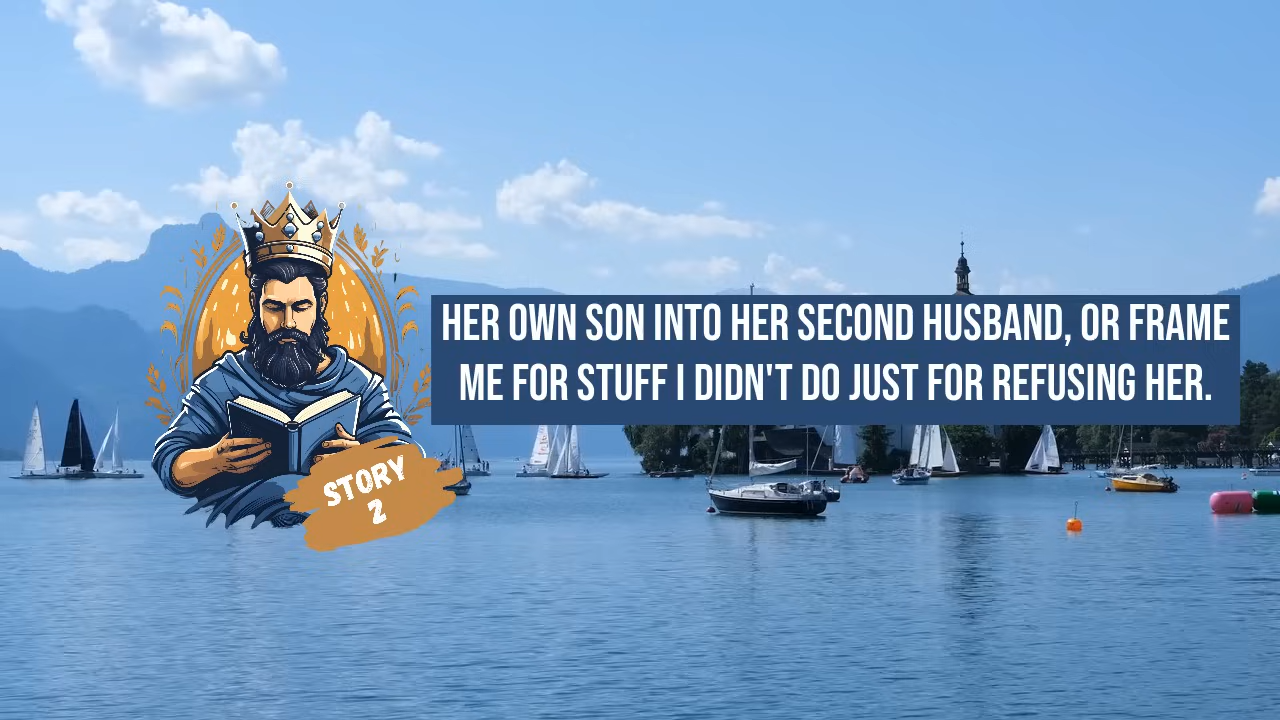 HER OWN SON INTO HER SECOND HUSBAND, OR FRAME
ME FOR STUFF I DIDN'T DO JUST FOR REFUSING HER.
STORY
2